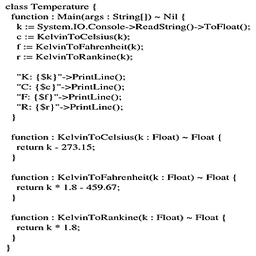 class Temperature {
function : Main(args : String[]) ~ Nil {
k := System.IO.Console->ReadString()->ToFloat();
c := KelvinToCelsius(k);
f := KelvinToFahrenheit(k);
r := KelvinToRankine(k);
"K: {$k}"->PrintLine();
"C: {$c}"->PrintLine();
"F: {$f}"->PrintLine();
"R: {$r}"->PrintLine();
}
function : KelvinToCelsius(k : Float) ~ Float {
return k - 273.15;
}
function : KelvinToFahrenheit(k : Float) ~ Float {
return k * 1.8 - 459.67;
}
function : KelvinToRankine(k : Float) ~ Float {
return k * 1.8;
}
}